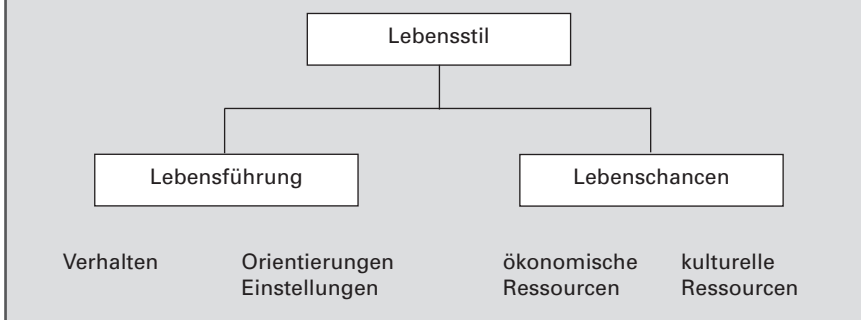 Lebensstil
Lebensführung
Lebenschancen
Verhalten
Orientierungen
Einstellungen
ökonomische
Ressourcen
kulturelle
Ressourcen